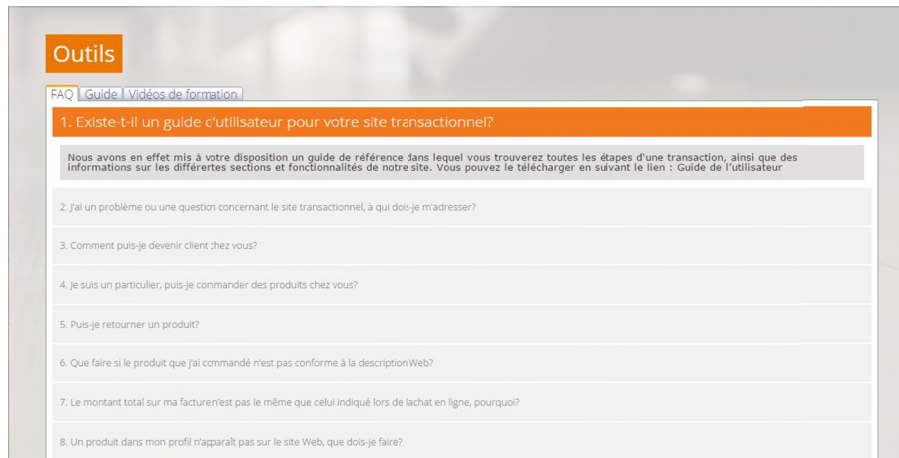 Outils
FAQ Guide Vidéos de formation
1. Existe-t-il un guide c'utilisateur pour votre site transactionnel?
Nous avons en effet mis à votre disposition un guide de référence dans lequel vous trouverez toutes les étapes d'une transaction, ainsi que des
informations sur les différertes sections et fonctionnalités de notre site. Vous pouvez le télécharger en suivant le lien : Guide de l'utilisateur
2. J'ai un problème ou une question concernant le site transactionnel, à qui dois-je m'adresser?
3. Comment puis-je devenir client chez vous?
4. Je suis un particulier, puis-je commander des produits chez vous?
5. Puis-je retourner un produit?
6. Que faire si le produit que j'ai commandé n'est pas conforme à la description Web?
7. Le montant total sur ma facture n'est pas le même que celui indiqué lors de lachat en ligne, pourquoi?
8. Un produit dans mon profil n'apparaît pas sur le site Web, que dois-je faire?